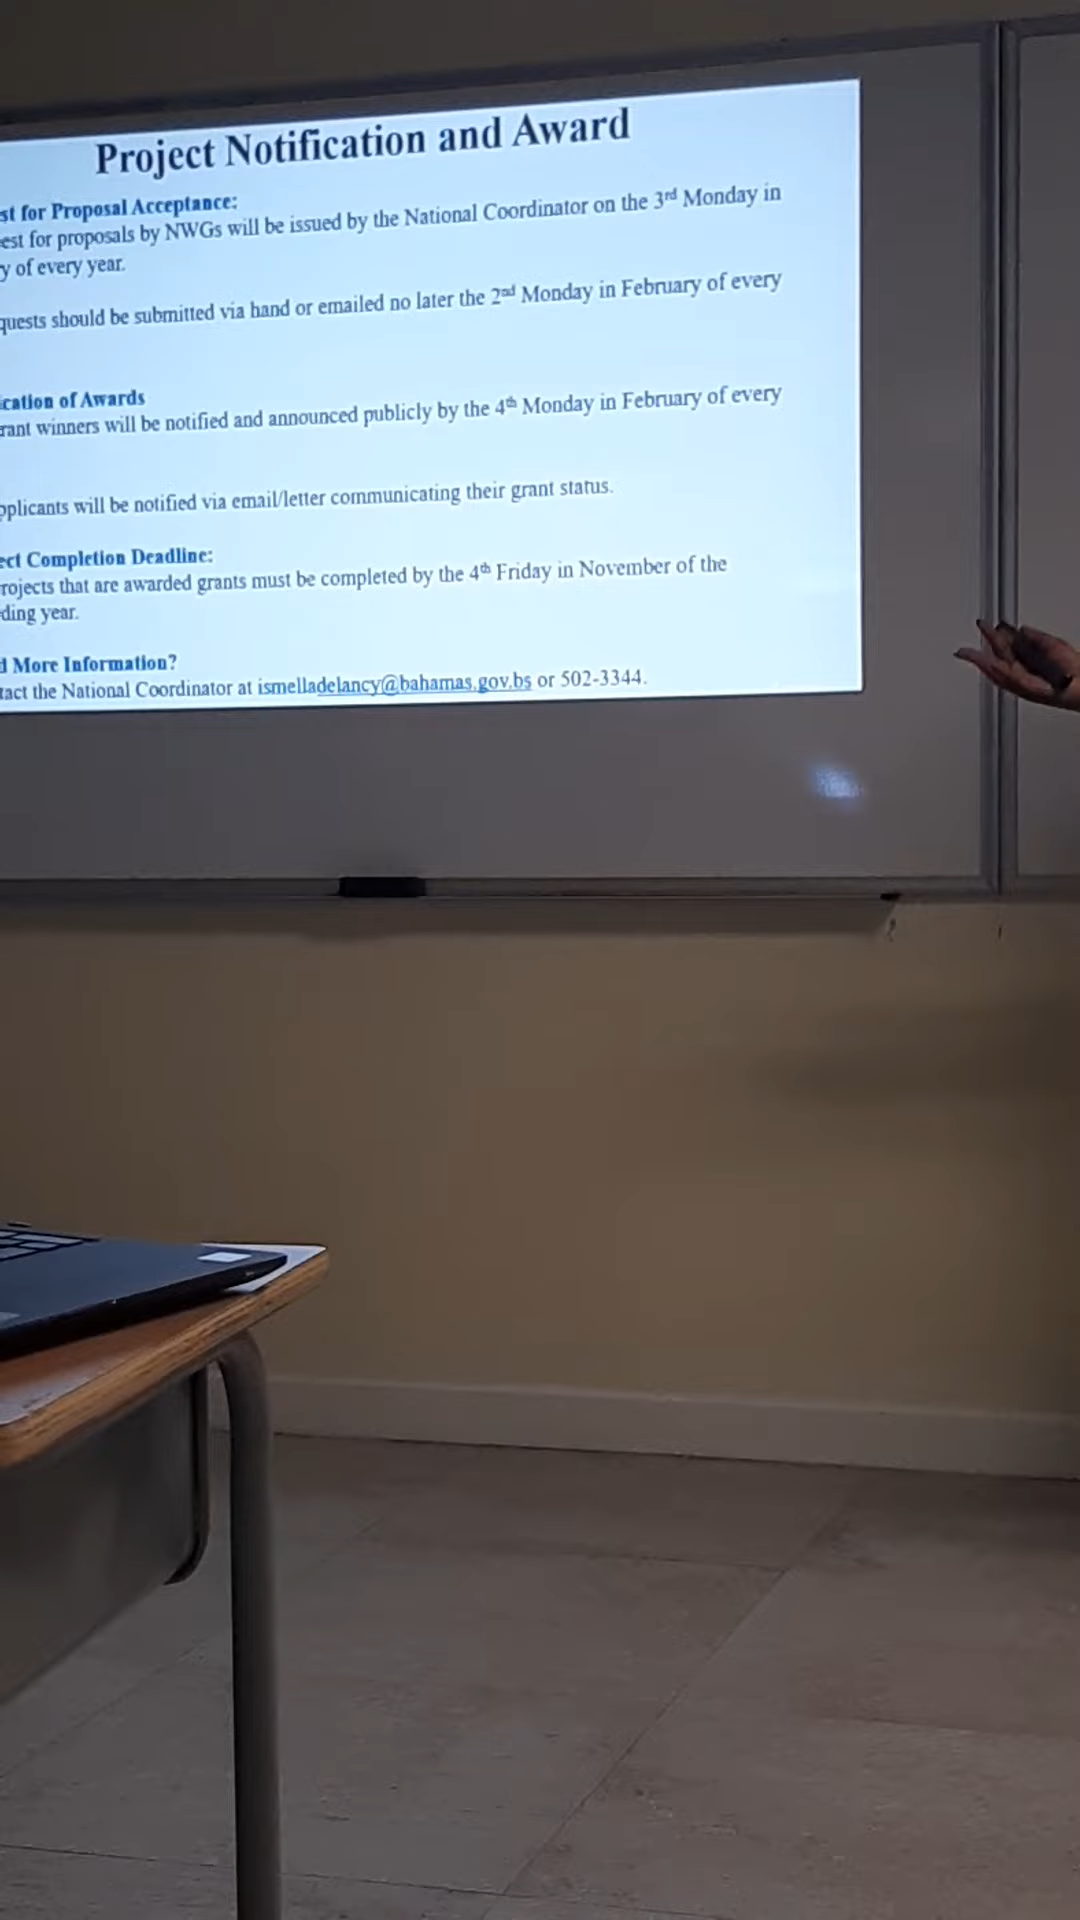 Project Notification and Award
st for Proposal Acceptance:
est for proposals by NWGs will be issued by the National Coordinator on the 3rd Monday in
y of every year.
quests should be submitted via hand or emailed no later the 2nd Monday in February of every
cation of Awards
rant winners will be notified and announced publicly by the 4th Monday in February of every
pplicants will be notified via email/letter communicating their grant status.
ect Completion Deadline:
rojects that are awarded grants must be completed by the 4th Friday in November of the
ding year.
d More Information?
tact the National Coordinator at ismelladelancy@bahamas.gov.bs or 502-3344.